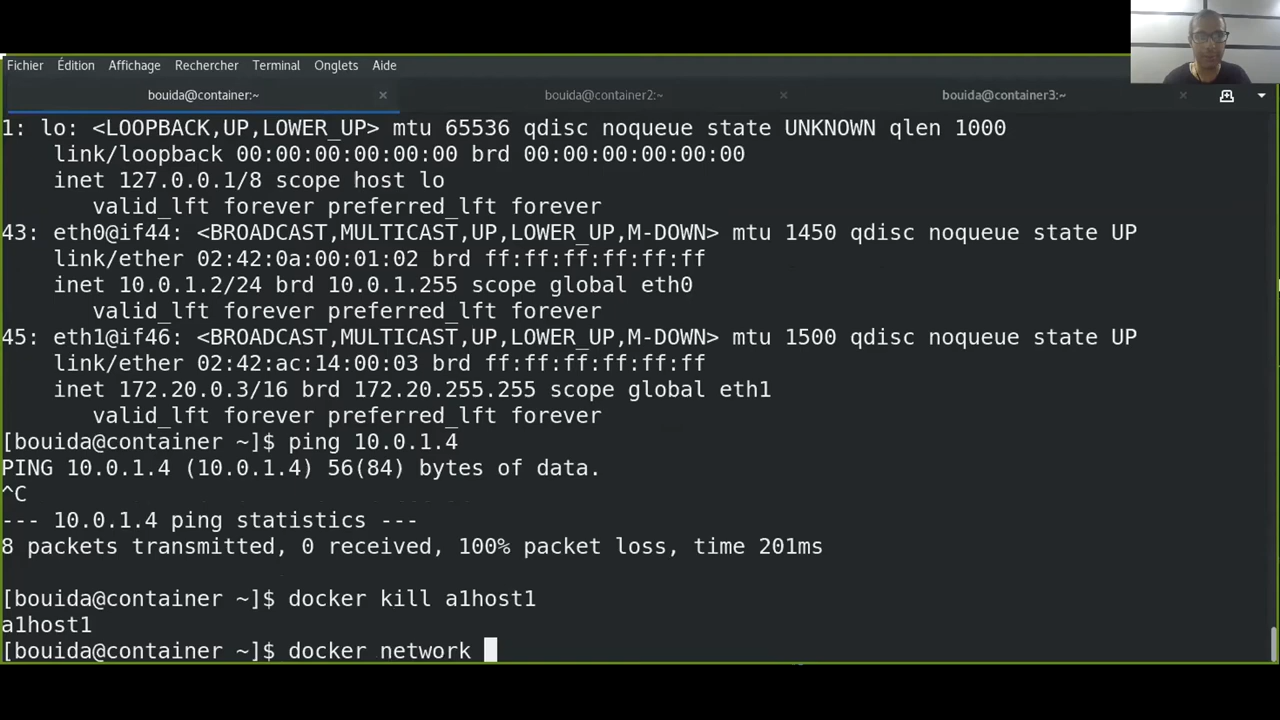 Fichier Édition Affichage Rechercher Terminal Onglets Aide
bouida@container:~ × bouida@container2:~ × bouida@container3:~ ×
1: lo: <LOOPBACK,UP,LOWER_UP> mtu 65536 qdisc noqueue state UNKNOWN qlen 1000
    link/loopback 00:00:00:00:00:00 brd 00:00:00:00:00:00
    inet 127.0.0.1/8 scope host lo
       valid_lft forever preferred_lft forever
43: eth0@if44: <BROADCAST,MULTICAST,UP,LOWER_UP,M-DOWN> mtu 1450 qdisc noqueue state UP
    link/ether 02:42:0a:00:01:02 brd ff:ff:ff:ff:ff:ff
    inet 10.0.1.2/24 brd 10.0.1.255 scope global eth0
       valid_lft forever preferred_lft forever
45: eth1@if46: <BROADCAST,MULTICAST,UP,LOWER_UP,M-DOWN> mtu 1500 qdisc noqueue state UP
    link/ether 02:42:ac:14:00:03 brd ff:ff:ff:ff:ff:ff
    inet 172.20.0.3/16 brd 172.20.255.255 scope global eth1
       valid_lft forever preferred_lft forever
[bouida@container ~]$ ping 10.0.1.4
PING 10.0.1.4 (10.0.1.4) 56(84) bytes of data.
^C
--- 10.0.1.4 ping statistics ---
8 packets transmitted, 0 received, 100% packet loss, time 201ms
[bouida@container ~]$ docker kill a1host1
a1host1
[bouida@container ~]$ docker network